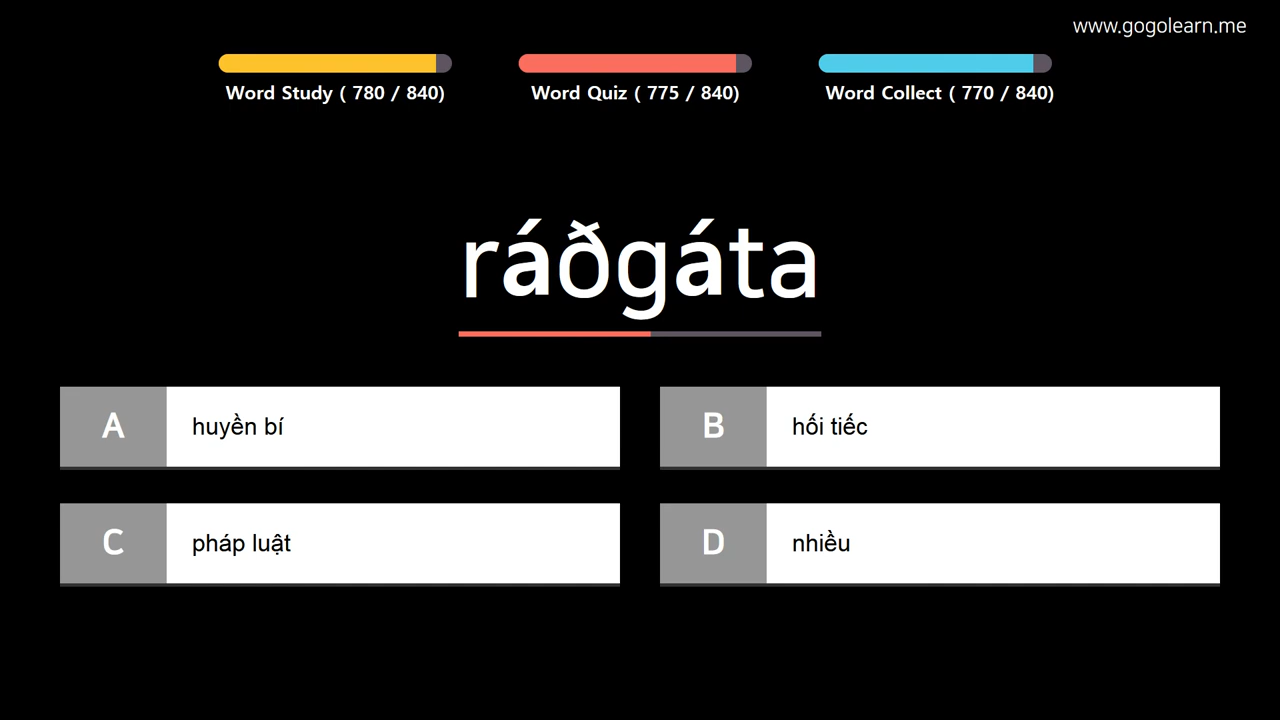 www.gogolearn.me
Word Study ( 780 / 840)
Word Quiz ( 775 / 840)
Word Collect ( 770 / 840)
ráðgáta
A huyền bí
B hối tiếc
C pháp luật
D nhiều